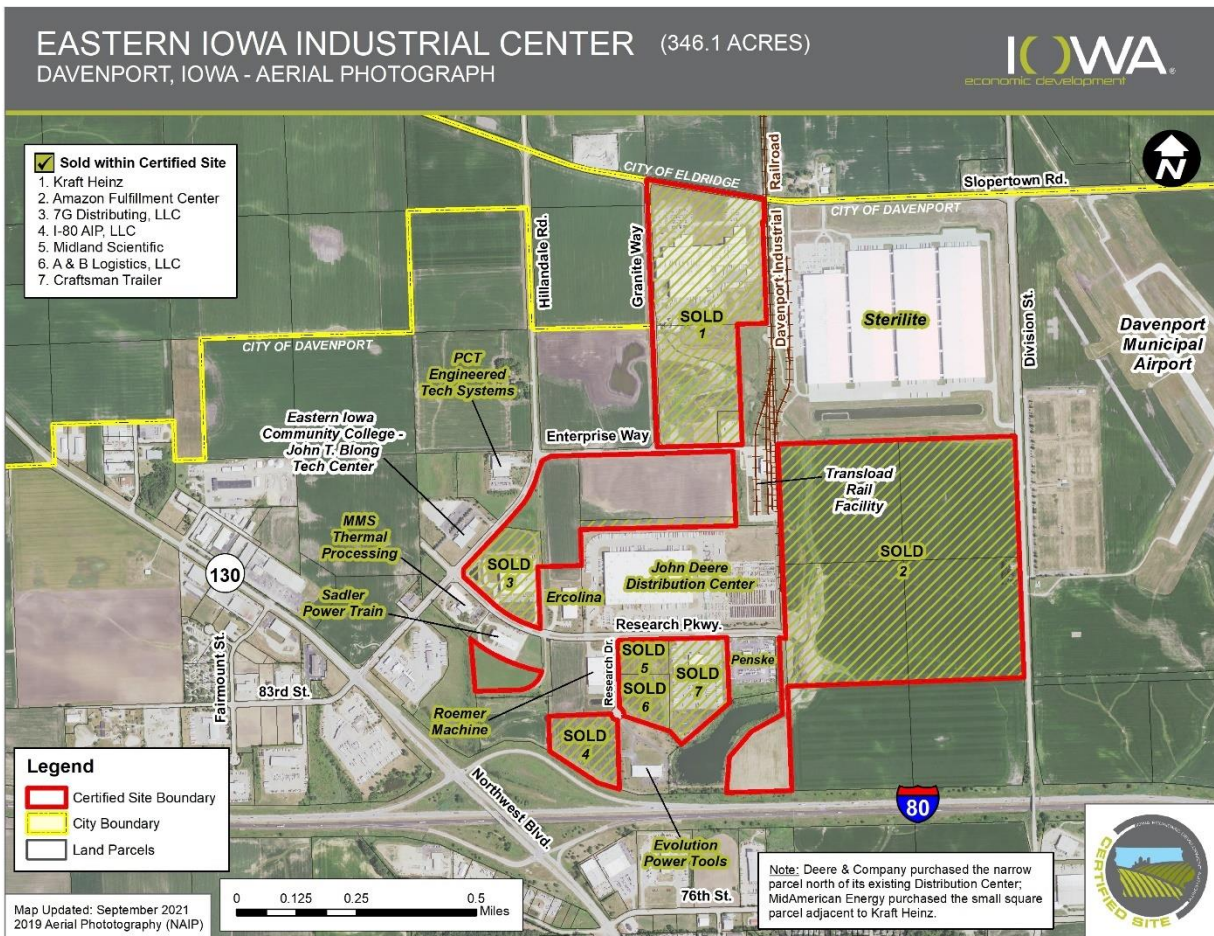 EASTERN IOWA INDUSTRIAL CENTER (346.1 ACRES)
DAVENPORT, IOWA - AERIAL PHOTOGRAPH
IOWA®
economic development
Sold within Certified Site
1. Kraft Heinz
2. Amazon Fulfillment Center
3. 7G Distributing, LLC
4. I-80 AIP, LLC
5. Midland Scientific
6. A & B Logistics, LLC
7. Craftsman Trailer
N
CITY OF ELDRIDGE
Slopertown Rd.
CITY OF DAVENPORT
Railroad
Davenport Industrial
Hillandale Rd.
Granite Way
SOLD
1
Sterilite
Division St.
Davenport
Municipal
Airport
CITY OF DAVENPORT
PCT
Engineered
Tech Systems
Eastern Iowa
Community College -
John T. Blong
Tech Center
Enterprise Way
Transload
Rail
Facility
MMS
Thermal
Processing
SOLD
3
John Deere
Distribution Center
SOLD
2
130
Sadler
Power Train
Ercolina
Research Pkwy.
Fairmount St.
83rd St.
Research Dr.
SOLD
5
SOLD
6
SOLD
7
Penske
Roemer
Machine
SOLD
4
Northwest Blvd.
80
Evolution
Power Tools
76th St.
Legend
Certified Site Boundary
City Boundary
Land Parcels
Map Updated: September 2021
2019 Aerial Phototography (NAIP)
0 0.125 0.25 0.5
Miles
Note: Deere & Company purchased the narrow
parcel north of its existing Distribution Center;
MidAmerican Energy purchased the small square
parcel adjacent to Kraft Heinz.
CERTIFIED SITE